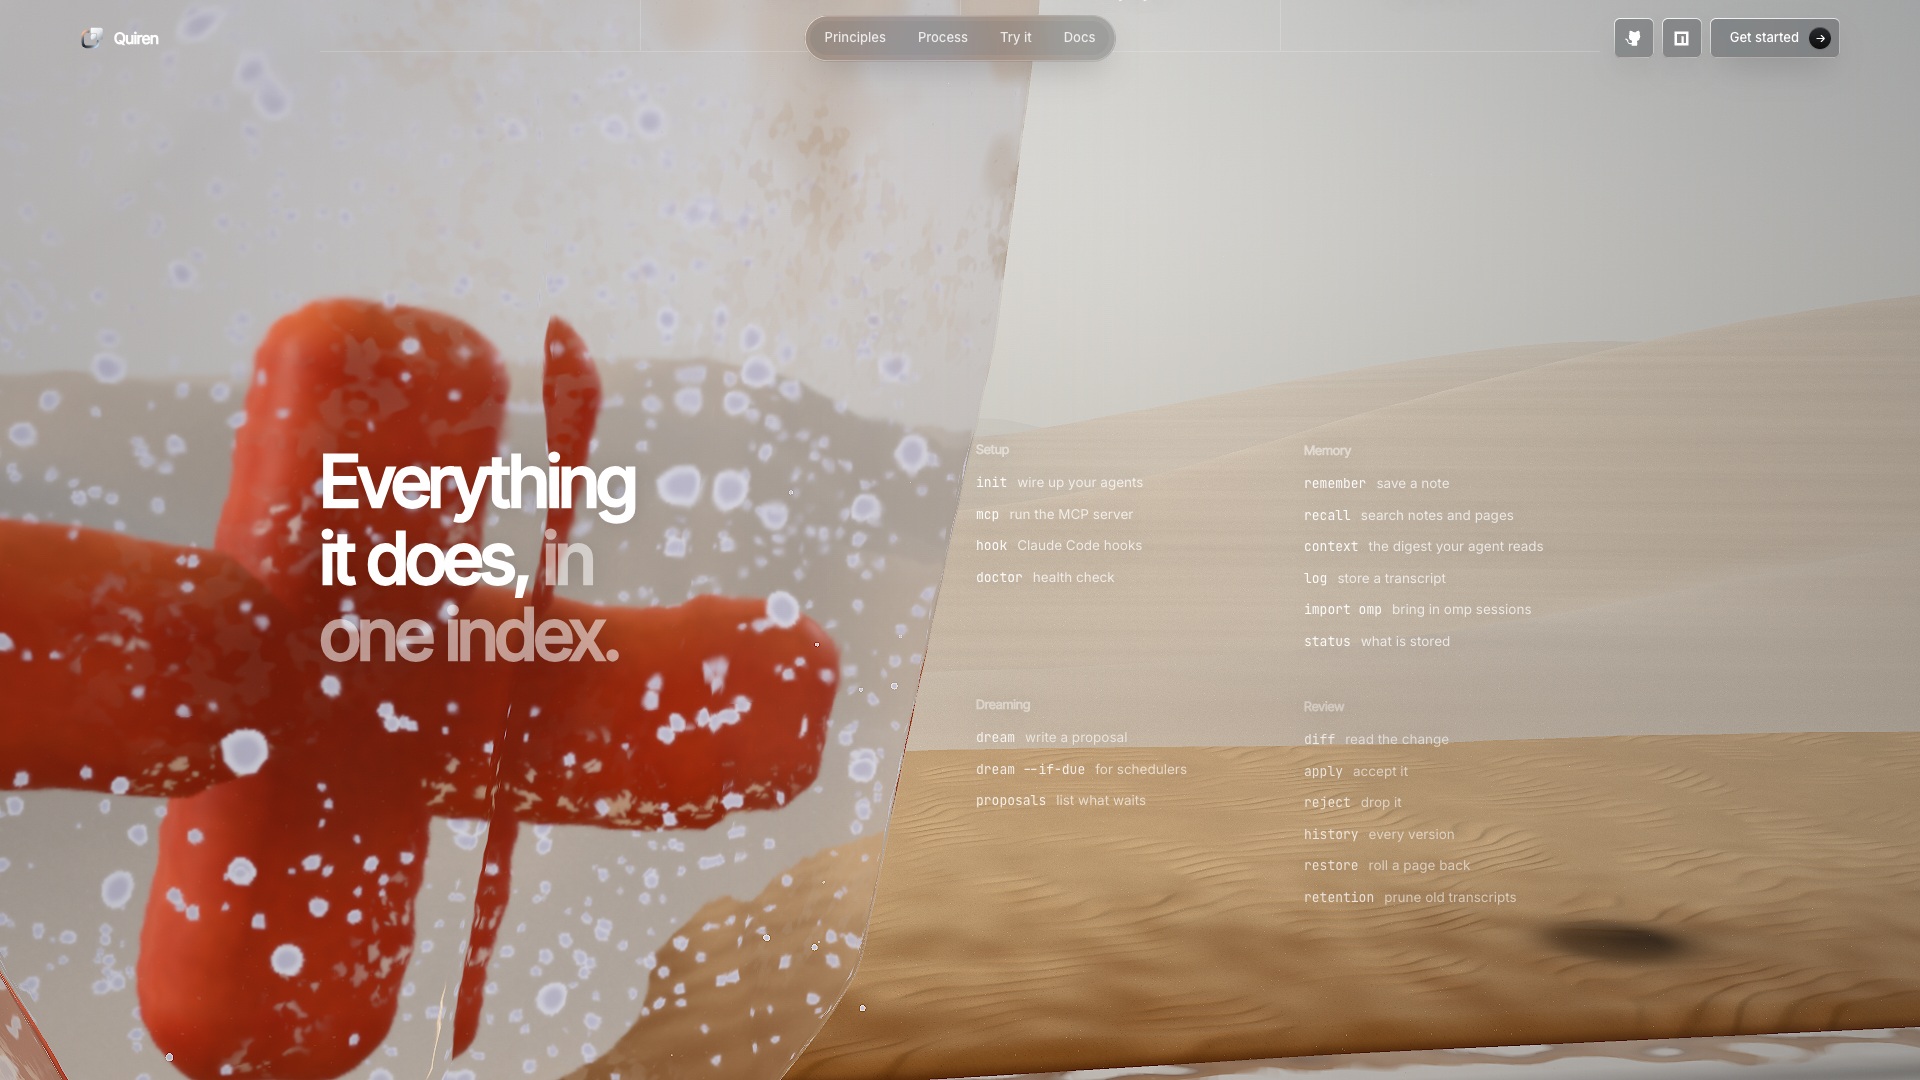 Quiren
Principles
Process
Try it
Docs
Get started
Everything
it does, in
one index.
Setup
init wire up your agents
mcp run the MCP server
hook Claude Code hooks
doctor health check
Memory
remember save a note
recall search notes and pages
context the digest your agent reads
log store a transcript
import omp bring in omp sessions
status what is stored
Dreaming
dream write a proposal
dream --if-due for schedulers
proposals list what waits
Review
diff read the change
apply accept it
reject drop it
history every version
restore roll a page back
retention prune old transcripts